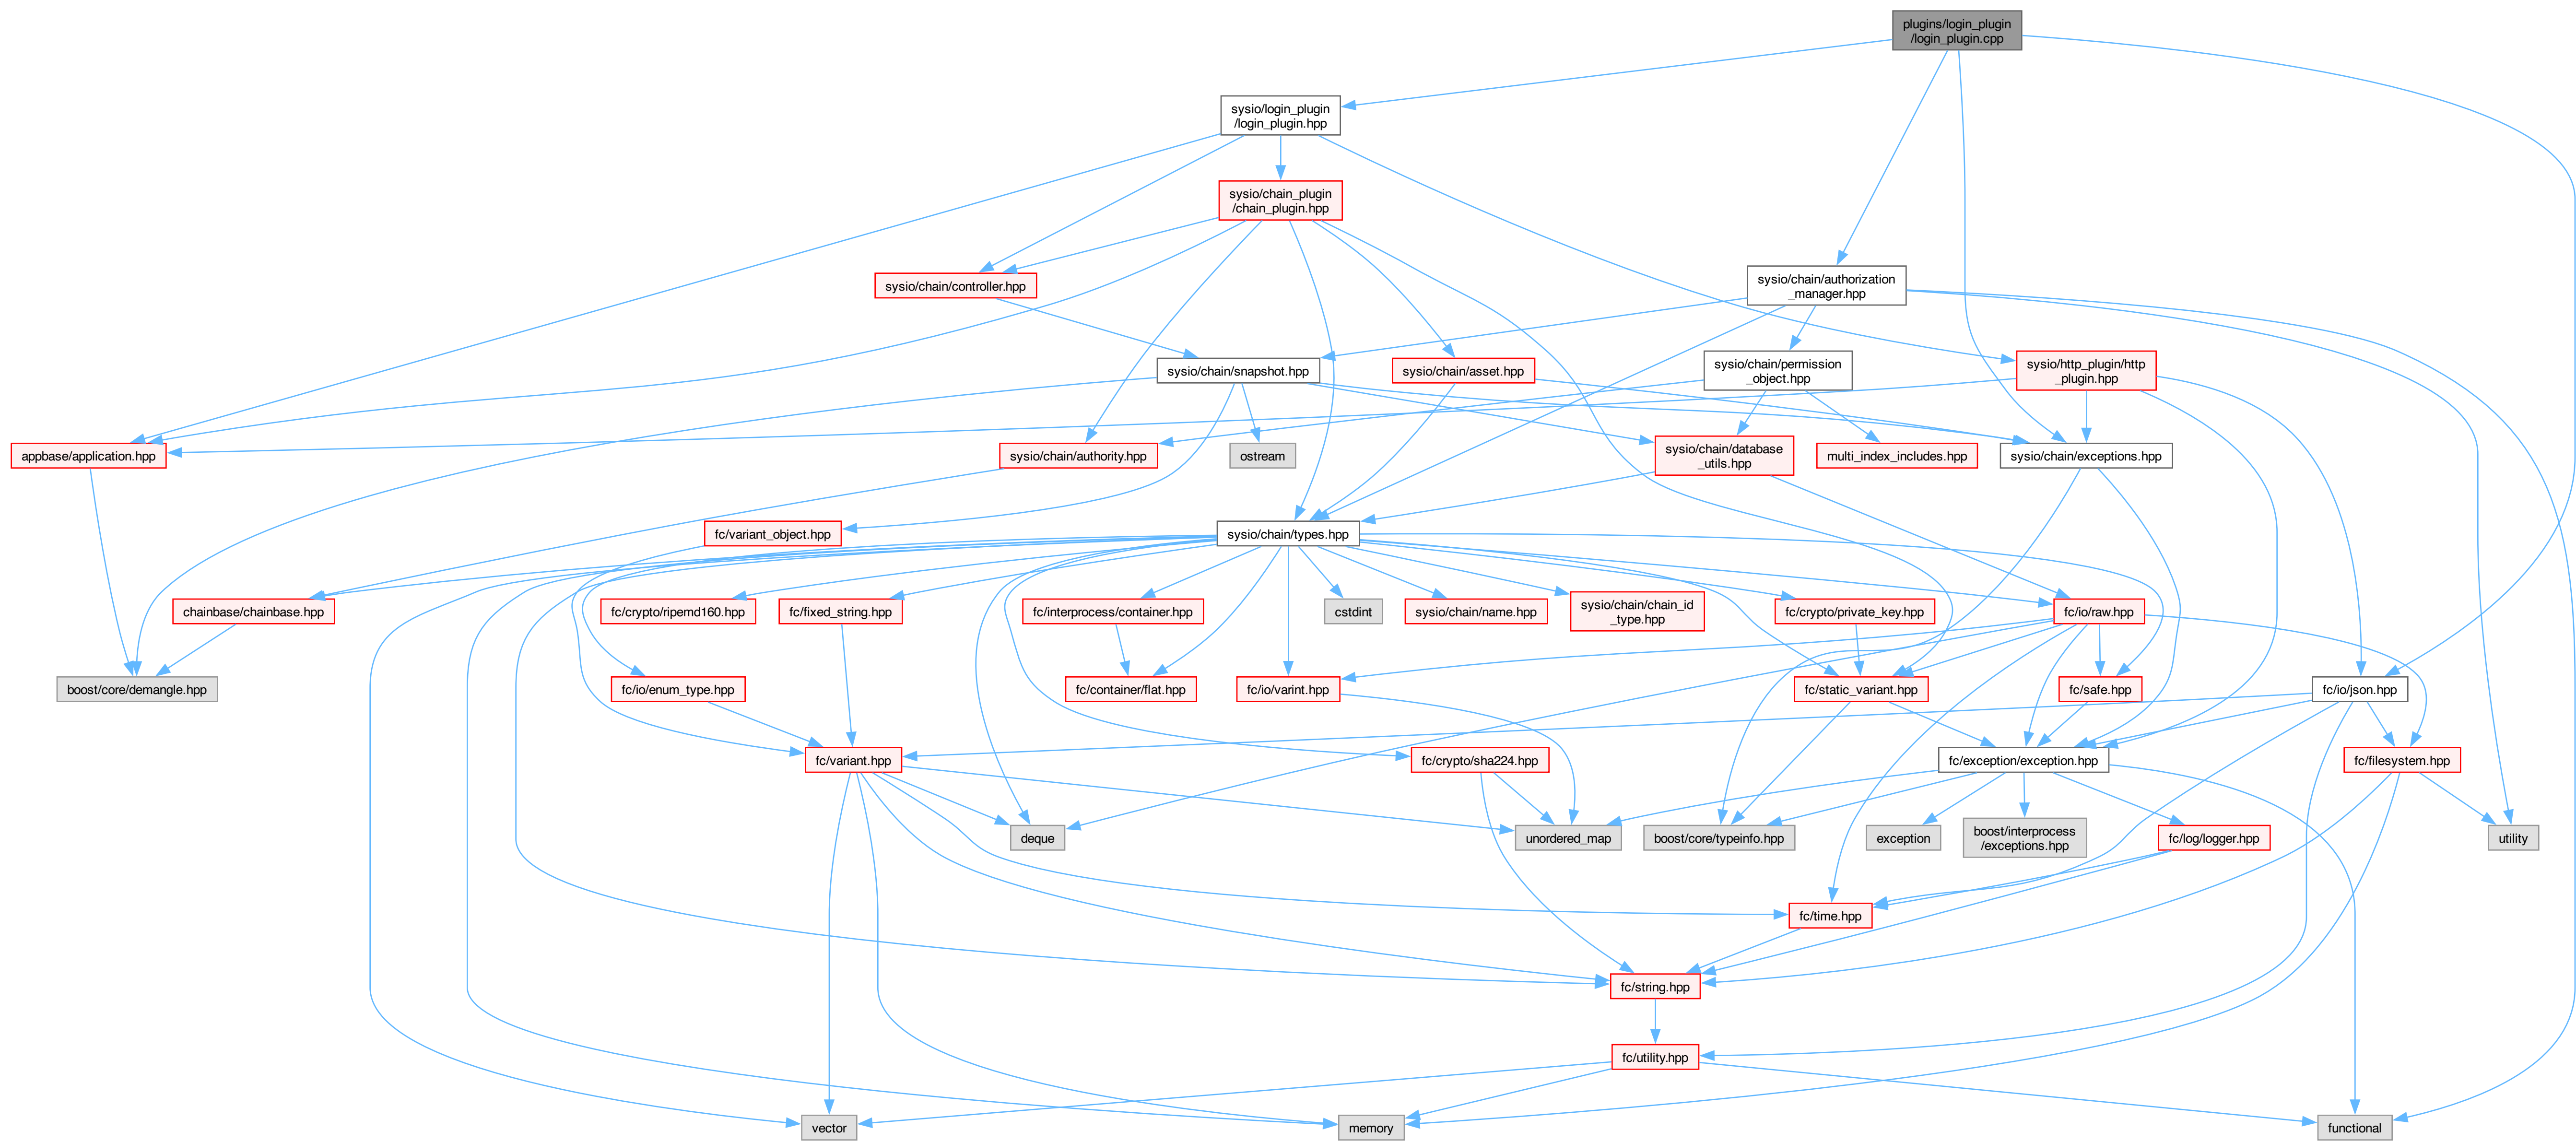 plugins/login_plugin
/login_plugin.cpp
sysio/login_plugin
/login_plugin.hpp
sysio/chain_plugin
/chain_plugin.hpp
sysio/chain/controller.hpp
sysio/chain/authorization
_manager.hpp
sysio/chain/snapshot.hpp
sysio/chain/asset.hpp
sysio/chain/permission
_object.hpp
sysio/http_plugin/http
_plugin.hpp
appbase/application.hpp
sysio/chain/authority.hpp
ostream
sysio/chain/database
_utils.hpp
multi_index_includes.hpp
sysio/chain/exceptions.hpp
fc/variant_object.hpp
sysio/chain/types.hpp
chainbase/chainbase.hpp
fc/crypto/ripemd160.hpp
fc/fixed_string.hpp
fc/interprocess/container.hpp
cstdint
sysio/chain/name.hpp
sysio/chain/chain_id
_type.hpp
fc/crypto/private_key.hpp
fc/io/raw.hpp
boost/core/demangle.hpp
fc/io/enum_type.hpp
fc/container/flat.hpp
fc/io/varint.hpp
fc/static_variant.hpp
fc/safe.hpp
fc/io/json.hpp
fc/variant.hpp
fc/crypto/sha224.hpp
fc/exception/exception.hpp
fc/filesystem.hpp
deque
unordered_map
boost/core/typeinfo.hpp
exception
boost/interprocess
/exceptions.hpp
fc/log/logger.hpp
utility
fc/time.hpp
fc/string.hpp
fc/utility.hpp
vector
memory
functional